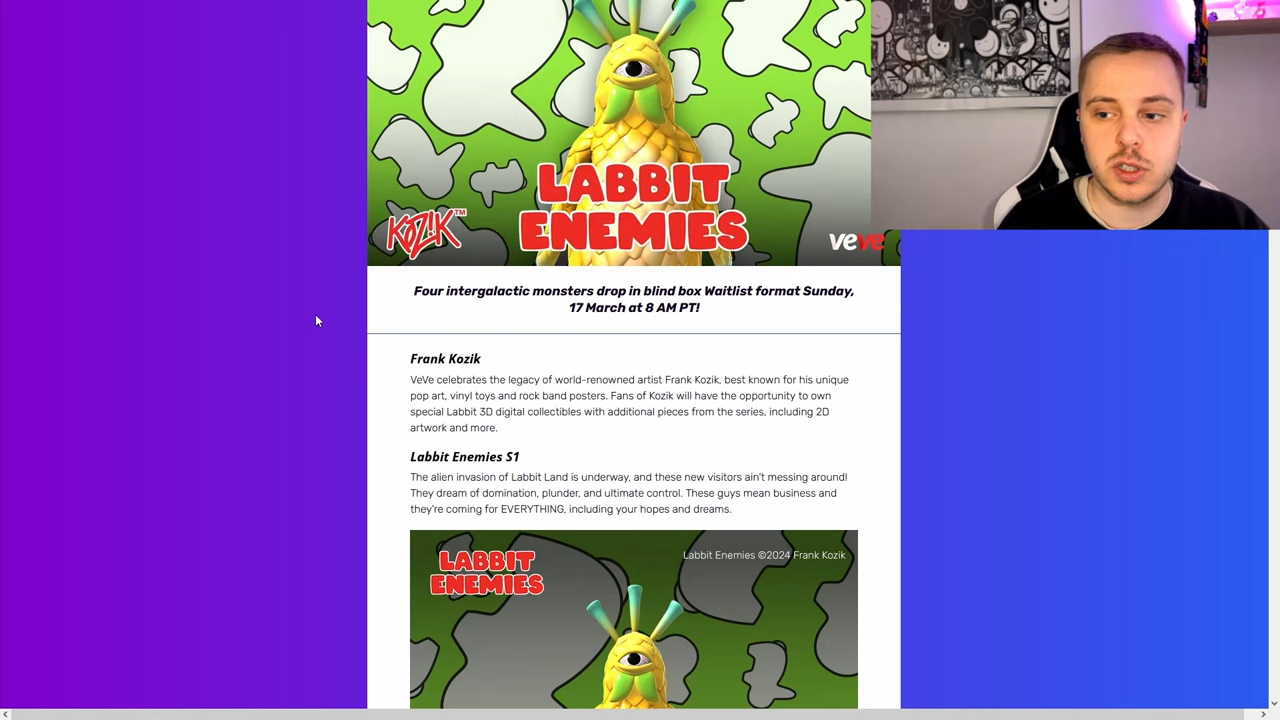 LABBIT
ENEMIES
KOZIK™
veve
Four intergalactic monsters drop in blind box Waitlist format Sunday,
17 March at 8 AM PT!
Frank Kozik
VeVe celebrates the legacy of world-renowned artist Frank Kozik, best known for his unique
pop art, vinyl toys and rock band posters. Fans of Kozik will have the opportunity to own
special Labbit 3D digital collectibles with additional pieces from the series, including 2D
artwork and more.
Labbit Enemies S1
The alien invasion of Labbit Land is underway, and these new visitors ain't messing around!
They dream of domination, plunder, and ultimate control. These guys mean business and
they're coming for EVERYTHING, including your hopes and dreams.
LABBIT
ENEMIES
Labbit Enemies ©2024 Frank Kozik